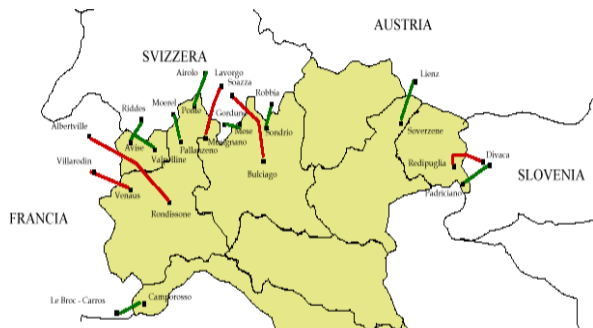 AUSTRIA
SVIZZERA
Airolo
Lavorgo
Soazza
Lienz
Robbia
Moerel
Ponte
Riddes
Gorduno
Albertville
Mese
Sondrio
Soverzene
Avise
Valpelline
Pallanzeno
Musignano
Villarodin
Bulciago
Redipuglia
Divaca
SLOVENIA
Venaus
Padriciano
Rondissone
FRANCIA
Le Broc - Carros
Camporosso